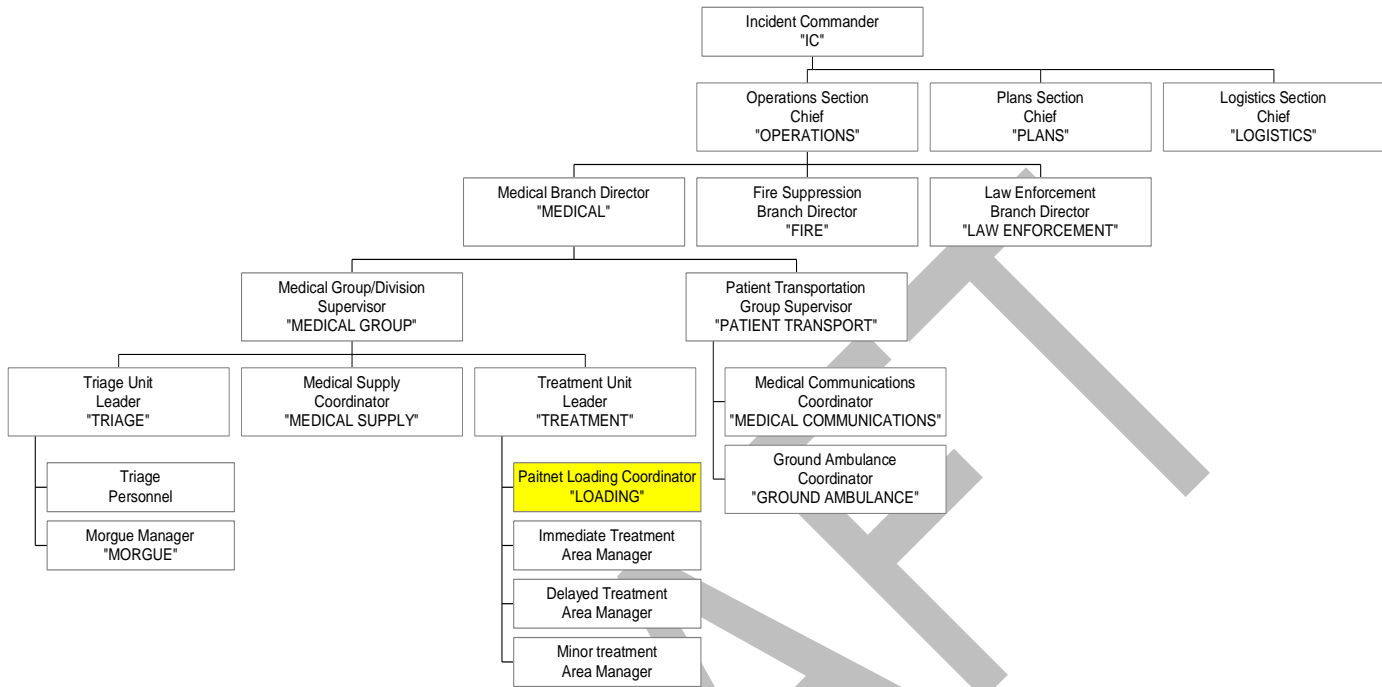 Incident Commander
"IC"
Operations Section
Chief
"OPERATIONS"
Plans Section
Chief
"PLANS"
Logistics Section
Chief
"LOGISTICS"
Medical Branch Director
"MEDICAL"
Fire Suppression
Branch Director
"FIRE"
Law Enforcement
Branch Director
"LAW ENFORCEMENT"
Medical Group/Division
Supervisor
"MEDICAL GROUP"
Patient Transportation
Group Supervisor
"PATIENT TRANSPORT"
Triage Unit
Leader
"TRIAGE"
Medical Supply
Coordinator
"MEDICAL SUPPLY"
Treatment Unit
Leader
"TREATMENT"
Medical Communications
Coordinator
"MEDICAL COMMUNICATIONS"
Ground Ambulance
Coordinator
"GROUND AMBULANCE"
Triage
Personnel
Morgue Manager
"MORGUE"
Paitnet Loading Coordinator
"LOADING"
Immediate Treatment
Area Manager
Delayed Treatment
Area Manager
Minor treatment
Area Manager